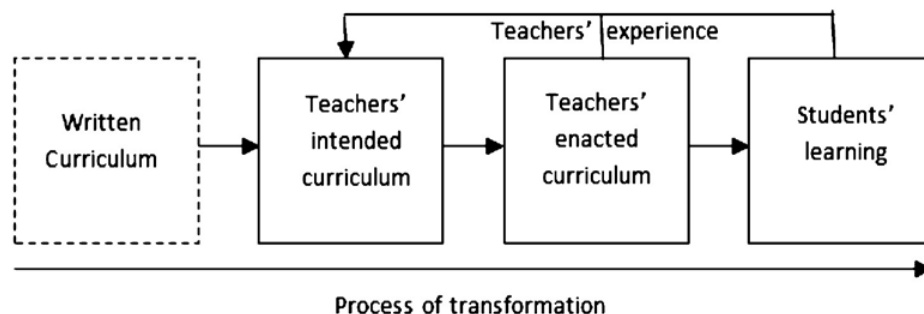 Teachers' experience
Written
Curriculum
Teachers'
intended
curriculum
Teachers'
enacted
curriculum
Students'
learning
Process of transformation